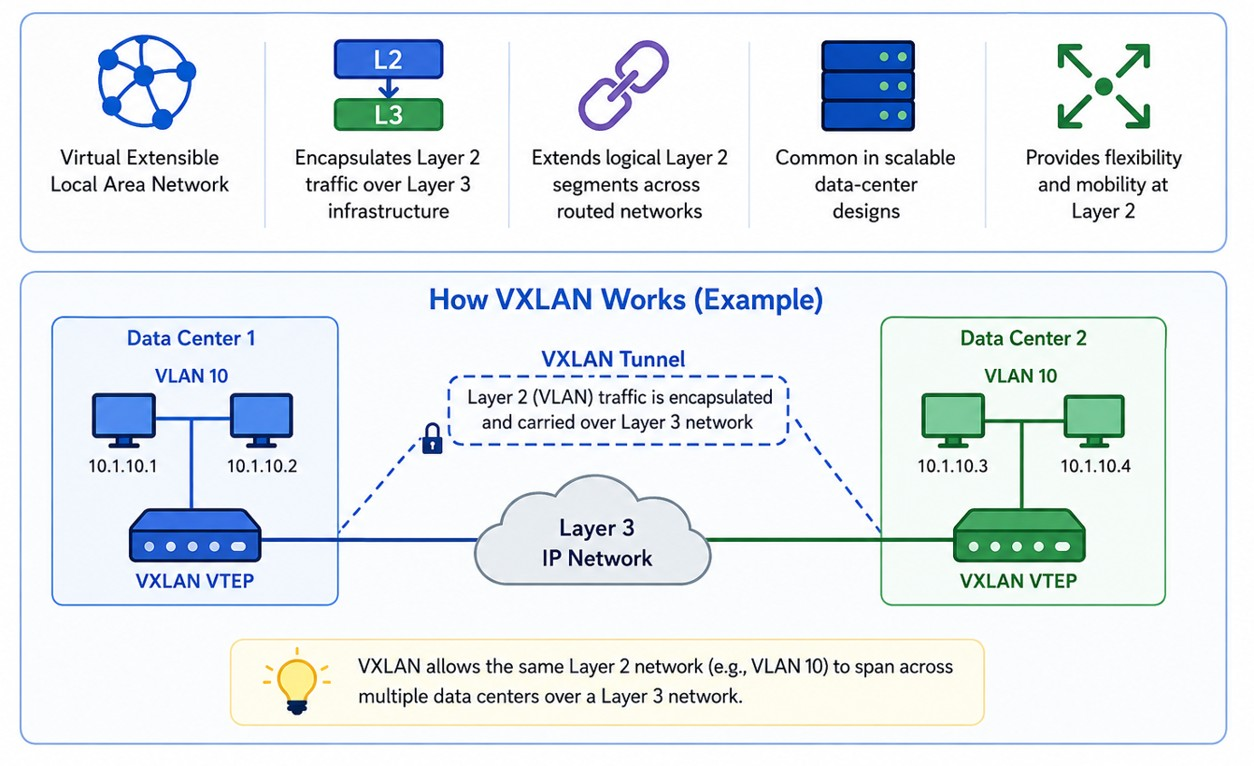 Virtual Extensible
Local Area Network
L2
L3
Encapsulates Layer 2
traffic over Layer 3
infrastructure
Extends logical Layer 2
segments across
routed networks
Common in scalable
data-center
designs
Provides flexibility
and mobility at
Layer 2
How VXLAN Works (Example)
Data Center 1
VLAN 10
10.1.10.1
10.1.10.2
VXLAN VTEP
VXLAN Tunnel
Layer 2 (VLAN) traffic is encapsulated
and carried over Layer 3 network
Layer 3
IP Network
Data Center 2
VLAN 10
10.1.10.3
10.1.10.4
VXLAN VTEP
VXLAN allows the same Layer 2 network (e.g., VLAN 10) to span across
multiple data centers over a Layer 3 network.